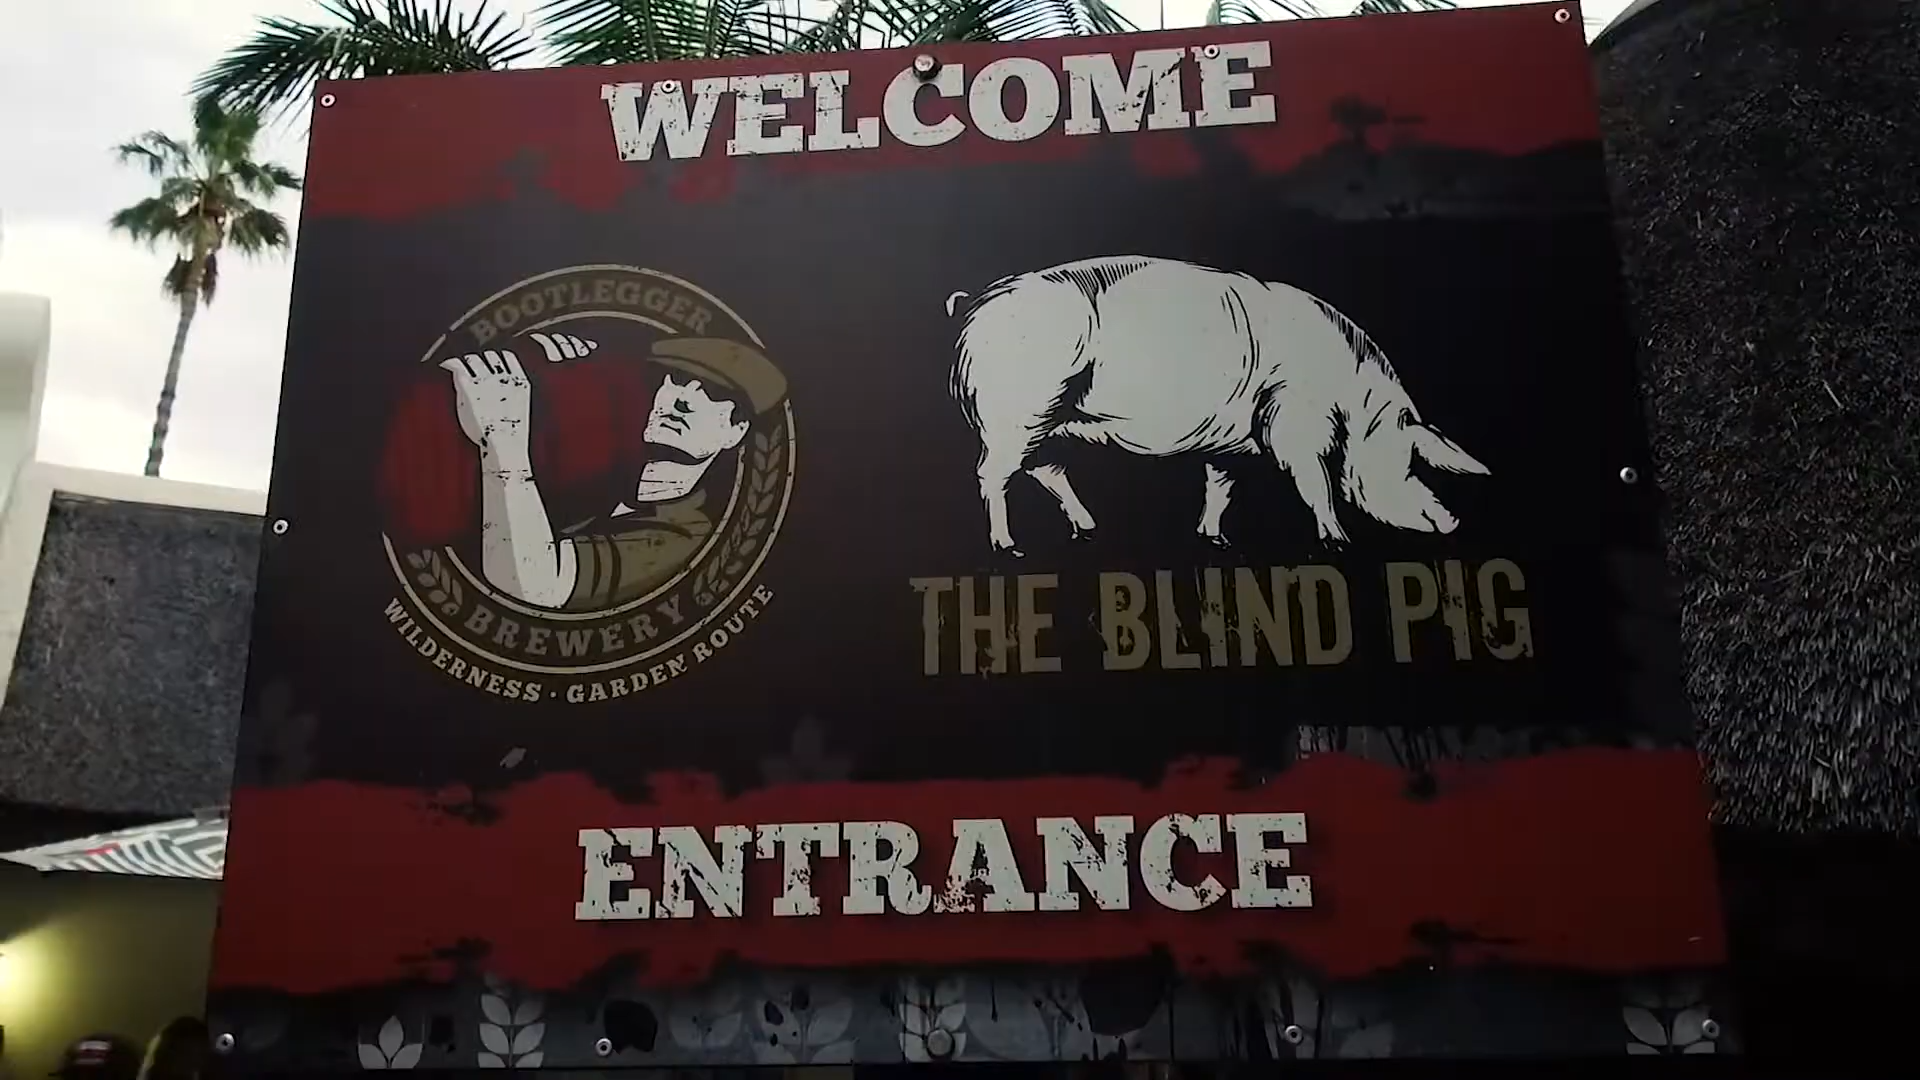 WELCOME
BOOTLEGGER
BREWERY
WILDERNESS · GARDEN ROUTE
THE BLIND PIG
ENTRANCE